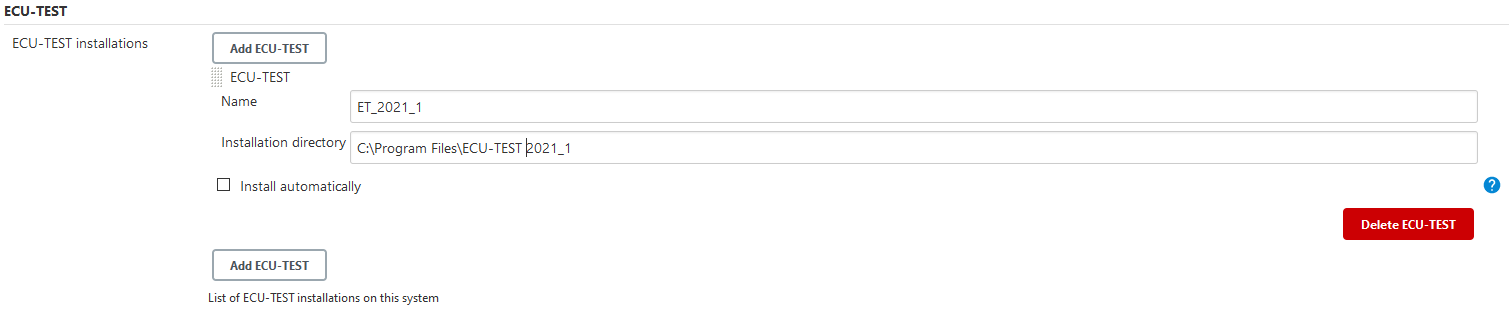 ECU-TEST
ECU-TEST installations
Add ECU-TEST
ECU-TEST
Name
ET_2021_1
Installation directory
C:\Program Files\ECU-TEST 2021_1
Install automatically
?
Delete ECU-TEST
Add ECU-TEST
List of ECU-TEST installations on this system